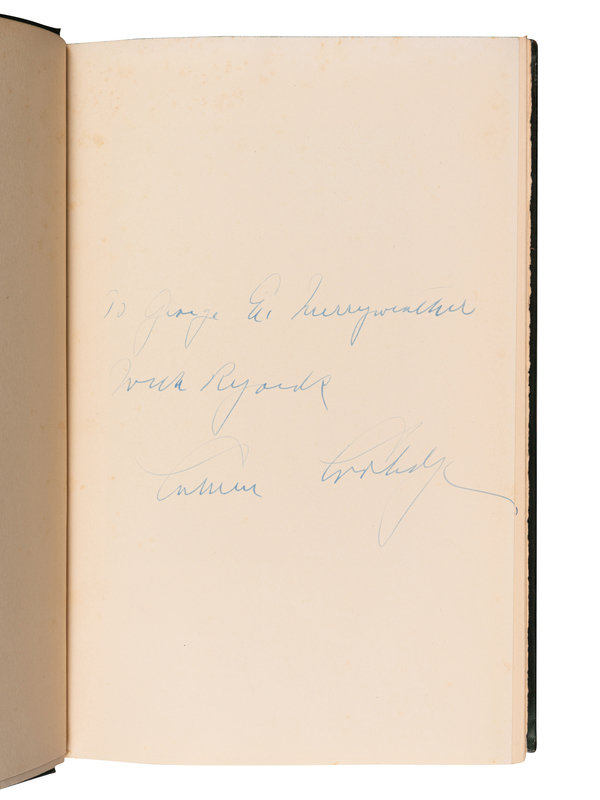 To George E. Merryweather
With Regards
Calvin Coolidge